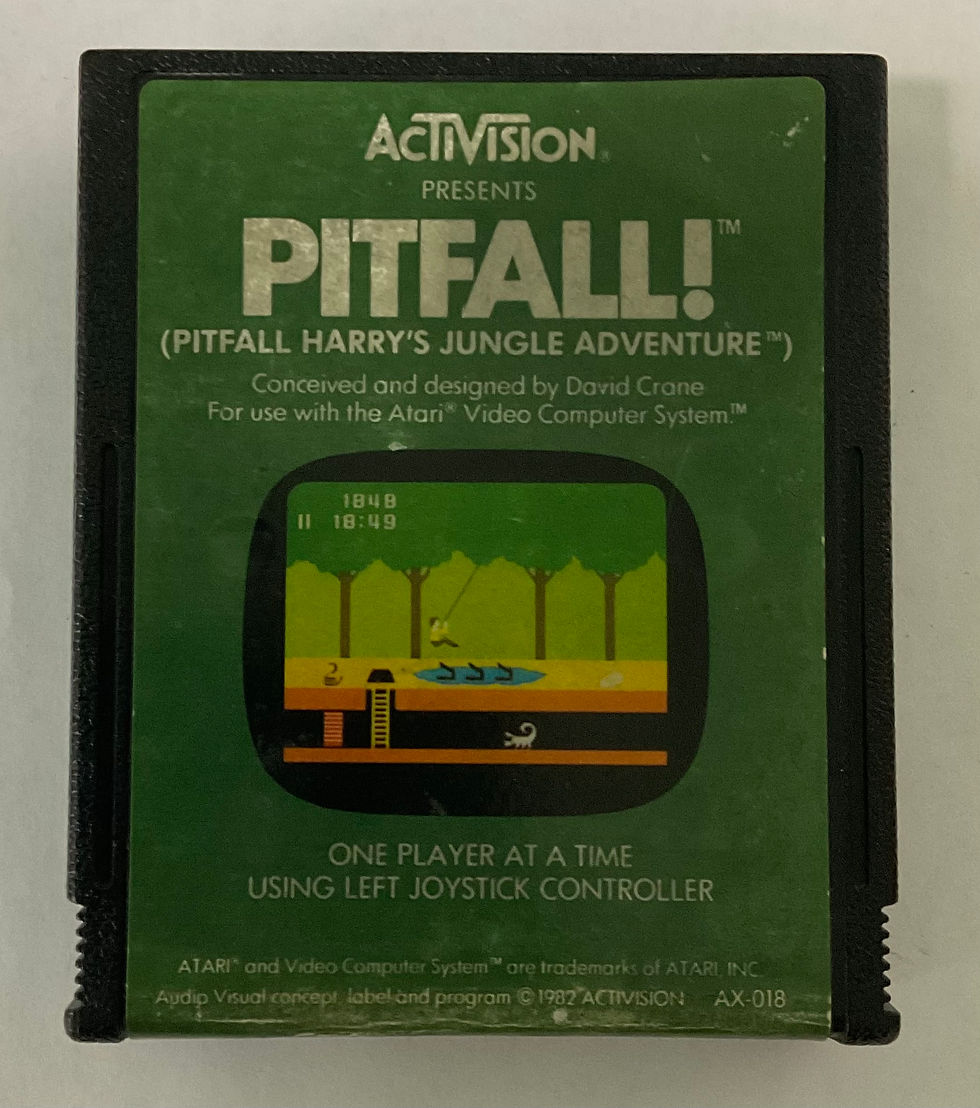 ACTIVISION®
PRESENTS
PITFALL!™
(PITFALL HARRY'S JUNGLE ADVENTURE™)
Conceived and designed by David Crane
For use with the Atari® Video Computer System.™
1848
II 18:49
ONE PLAYER AT A TIME
USING LEFT JOYSTICK CONTROLLER
ATARI® and Video Computer System™ are trademarks of ATARI, INC.
Audio Visual concept, label and program © 1982 ACTIVISION AX-018